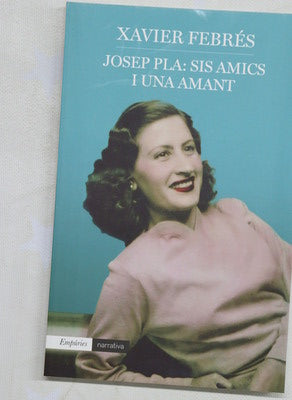 XAVIER FEBRÉS
JOSEP PLA: SIS AMICS
I UNA AMANT
Empúries narrativa